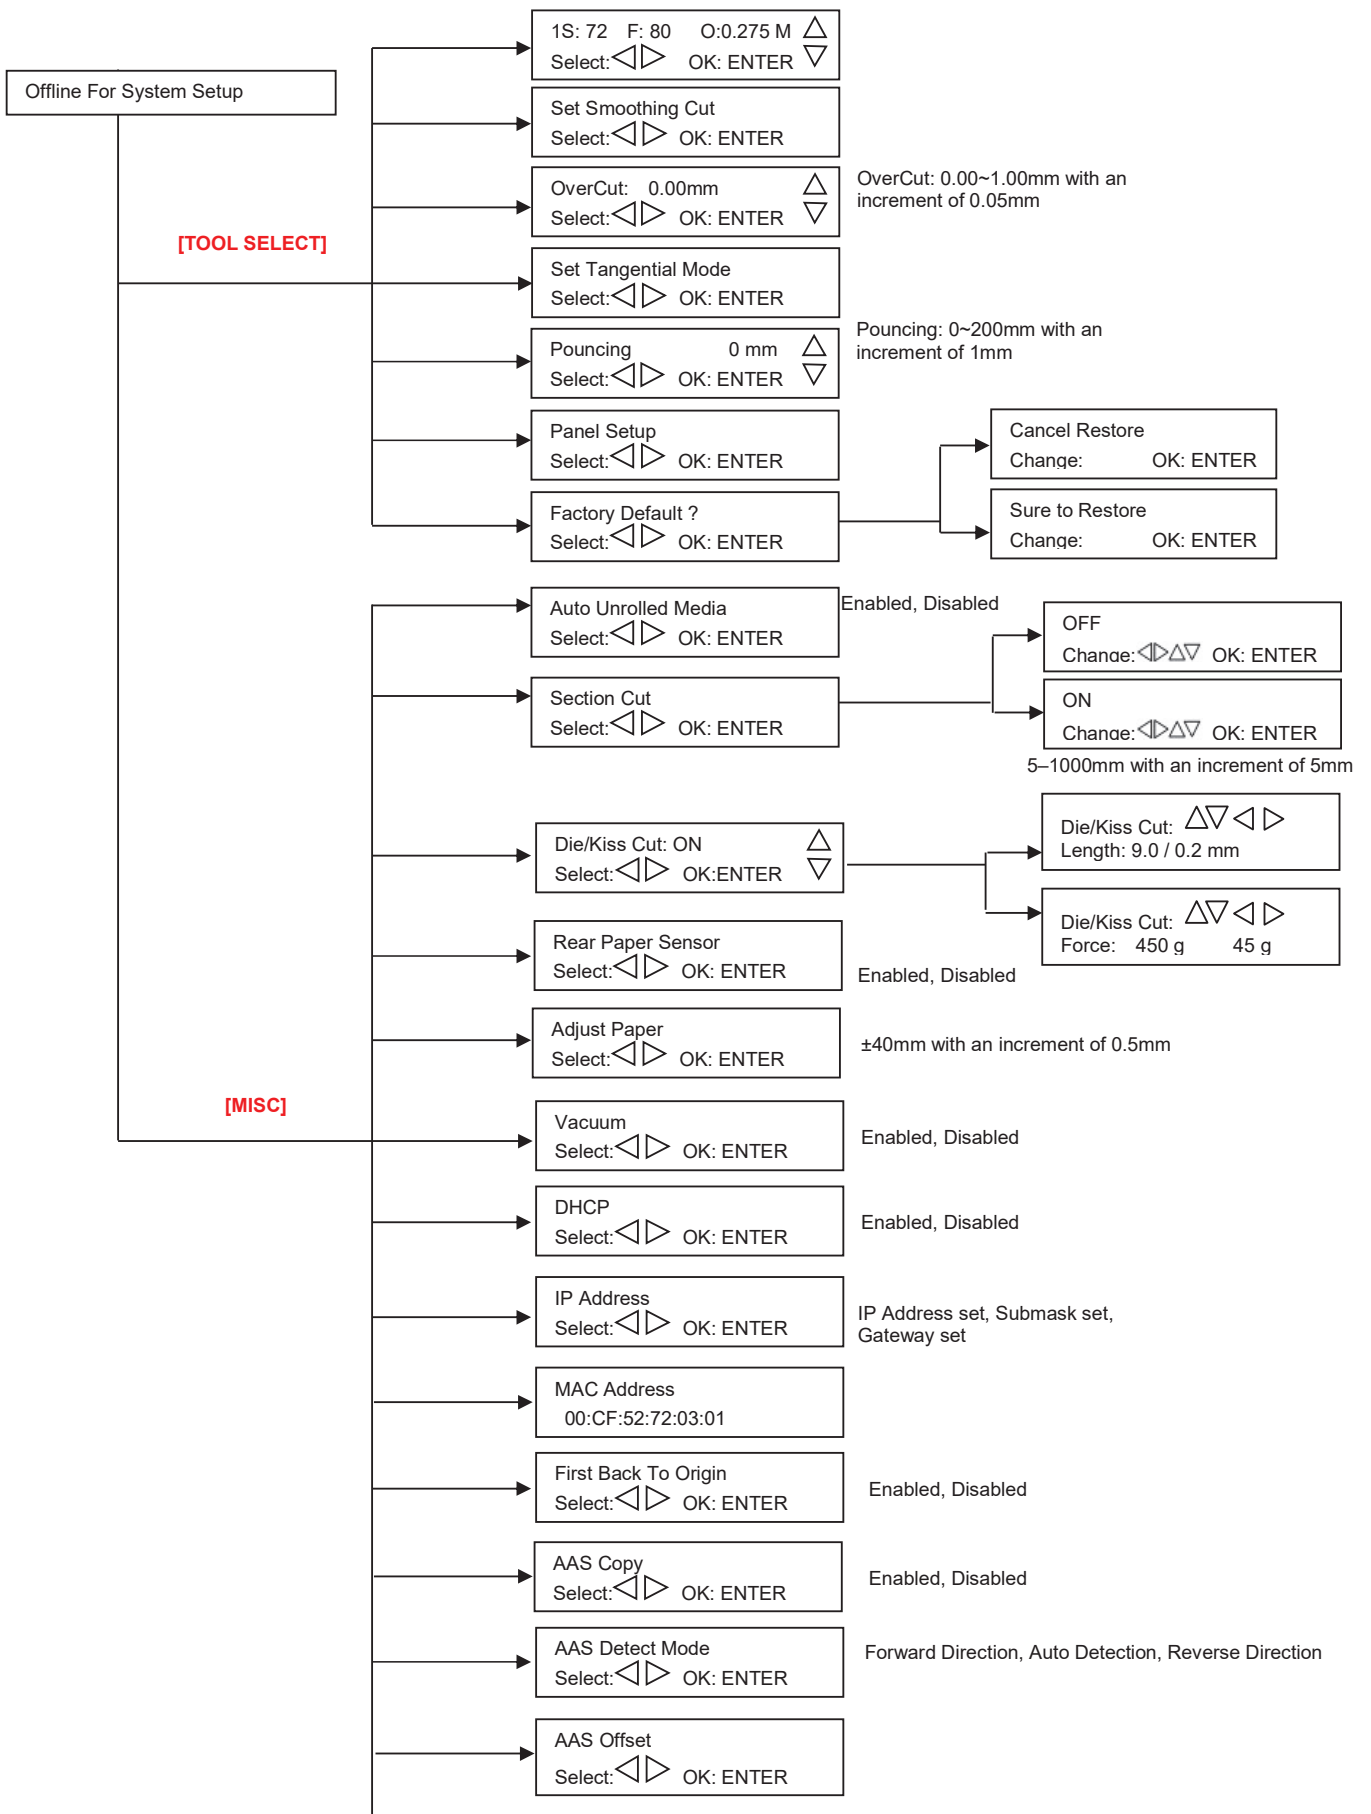 1S: 72 F: 80 O:0.275 M
Select: OK: ENTER
Offline For System Setup
Set Smoothing Cut
Select: OK: ENTER
OverCut: 0.00mm
Select: OK: ENTER
OverCut: 0.00~1.00mm with an
increment of 0.05mm
[TOOL SELECT]
Set Tangential Mode
Select: OK: ENTER
Pouncing 0 mm
Select: OK: ENTER
Pouncing: 0~200mm with an
increment of 1mm
Panel Setup
Select: OK: ENTER
Cancel Restore
Change: OK: ENTER
Factory Default ?
Select: OK: ENTER
Sure to Restore
Change: OK: ENTER
Auto Unrolled Media
Select: OK: ENTER
Enabled, Disabled
OFF
Change: OK: ENTER
Section Cut
Select: OK: ENTER
ON
Change: OK: ENTER
5–1000mm with an increment of 5mm
Die/Kiss Cut: ON
Select: OK:ENTER
Die/Kiss Cut:
Length: 9.0 / 0.2 mm
Die/Kiss Cut:
Force: 450 g 45 g
Rear Paper Sensor
Select: OK: ENTER
Enabled, Disabled
Adjust Paper
Select: OK: ENTER
±40mm with an increment of 0.5mm
[MISC]
Vacuum
Select: OK: ENTER
Enabled, Disabled
DHCP
Select: OK: ENTER
Enabled, Disabled
IP Address
Select: OK: ENTER
IP Address set, Submask set,
Gateway set
MAC Address
00:CF:52:72:03:01
First Back To Origin
Select: OK: ENTER
Enabled, Disabled
AAS Copy
Select: OK: ENTER
Enabled, Disabled
AAS Detect Mode
Select: OK: ENTER
Forward Direction, Auto Detection, Reverse Direction
AAS Offset
Select: OK: ENTER